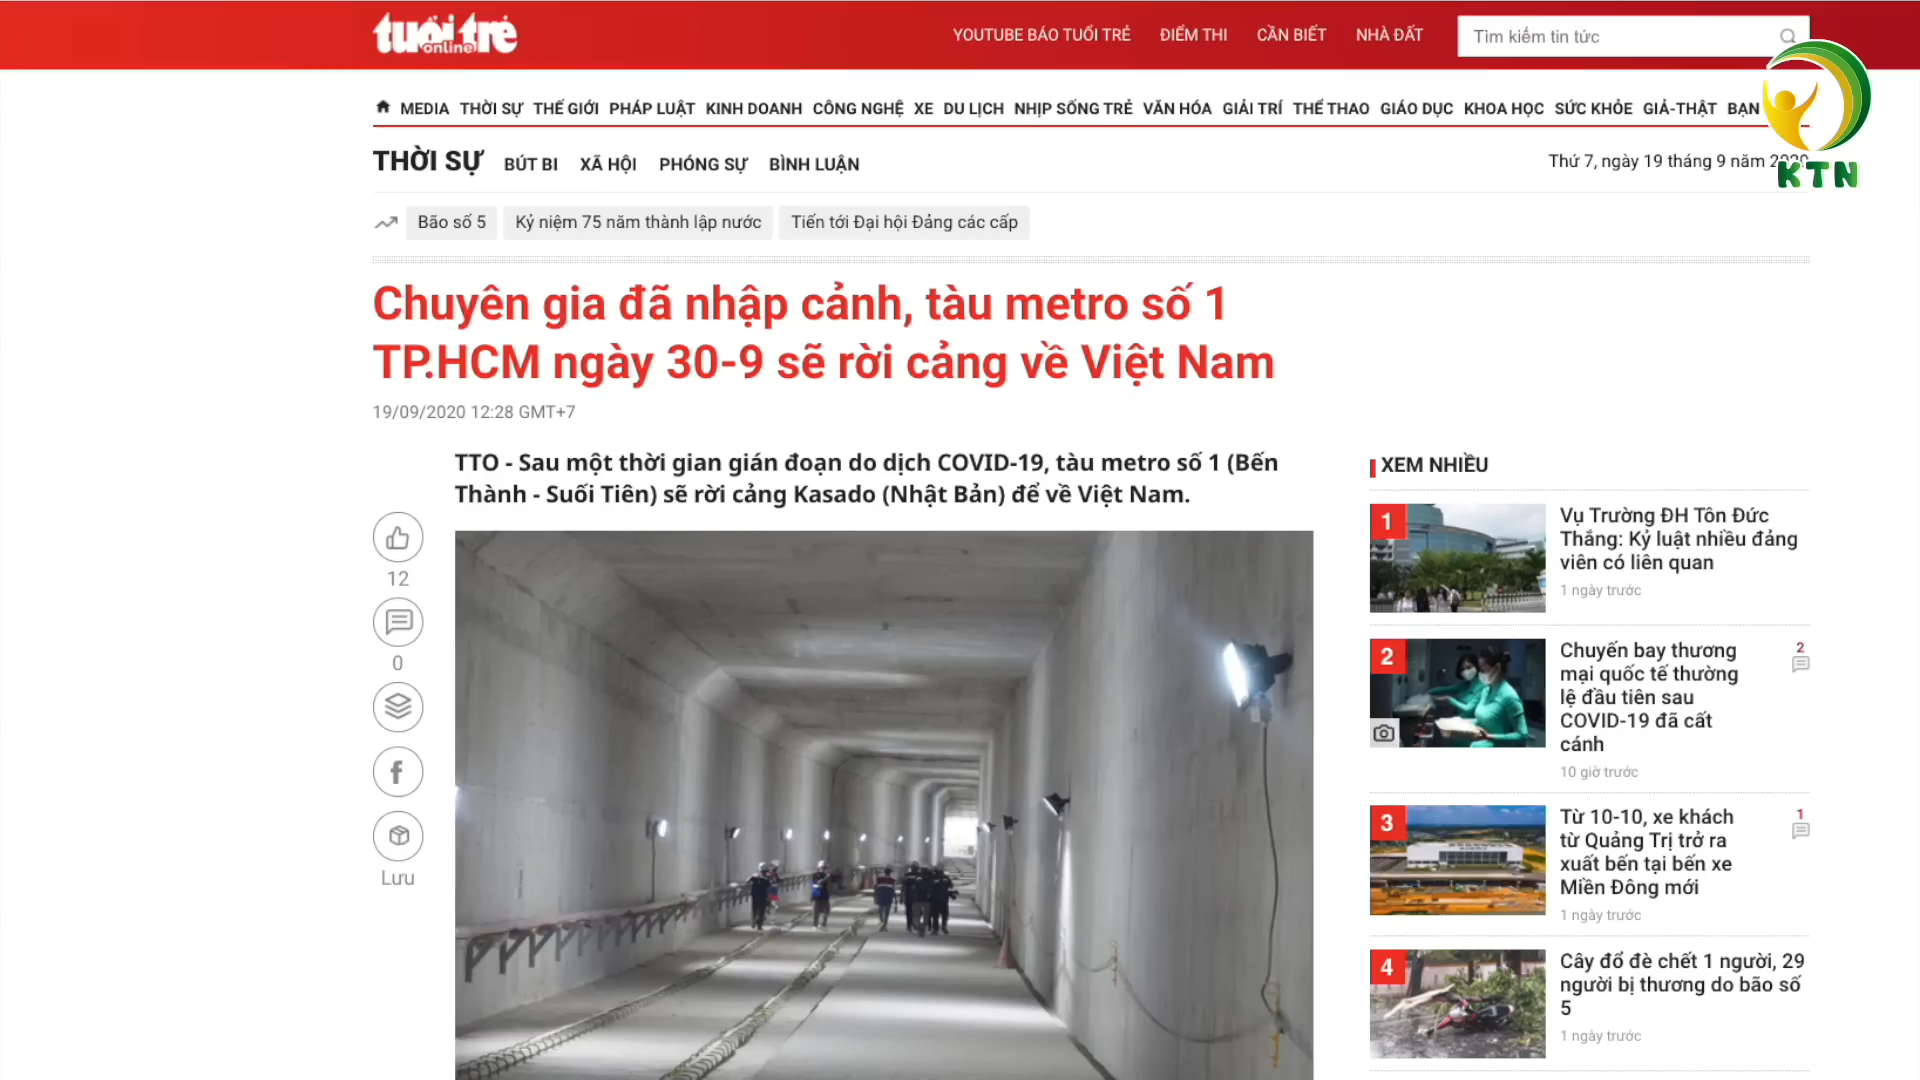 tuổi trẻ
online
YOUTUBE BÁO TUỔI TRẺ ĐIỂM THI CẦN BIẾT NHÀ ĐẤT
Tìm kiếm tin tức
MEDIA THỜI SỰ THẾ GIỚI PHÁP LUẬT KINH DOANH CÔNG NGHỆ XE DU LỊCH NHỊP SỐNG TRẺ VĂN HÓA GIẢI TRÍ THỂ THAO GIÁO DỤC KHOA HỌC SỨC KHỎE GIẢ-THẬT BẠN
KTN
THỜI SỰ BÚT BI XÃ HỘI PHÓNG SỰ BÌNH LUẬN
Thứ 7, ngày 19 tháng 9 năm 2020
Bão số 5 Kỷ niệm 75 năm thành lập nước Tiến tới Đại hội Đảng các cấp
Chuyên gia đã nhập cảnh, tàu metro số 1
TP.HCM ngày 30-9 sẽ rời cảng về Việt Nam
19/09/2020 12:28 GMT+7
TTO - Sau một thời gian gián đoạn do dịch COVID-19, tàu metro số 1 (Bến
Thành - Suối Tiên) sẽ rời cảng Kasado (Nhật Bản) để về Việt Nam.
12
0
Lưu
XEM NHIỀU
1
Vụ Trường ĐH Tôn Đức
Thắng: Kỷ luật nhiều đảng
viên có liên quan
1 ngày trước
2
Chuyến bay thương
mại quốc tế thường
lệ đầu tiên sau
COVID-19 đã cất
cánh
10 giờ trước
2
3
Từ 10-10, xe khách
từ Quảng Trị trở ra
xuất bến tại bến xe
Miền Đông mới
1 ngày trước
1
4
Cây đổ đè chết 1 người, 29
người bị thương do bão số
5
1 ngày trước